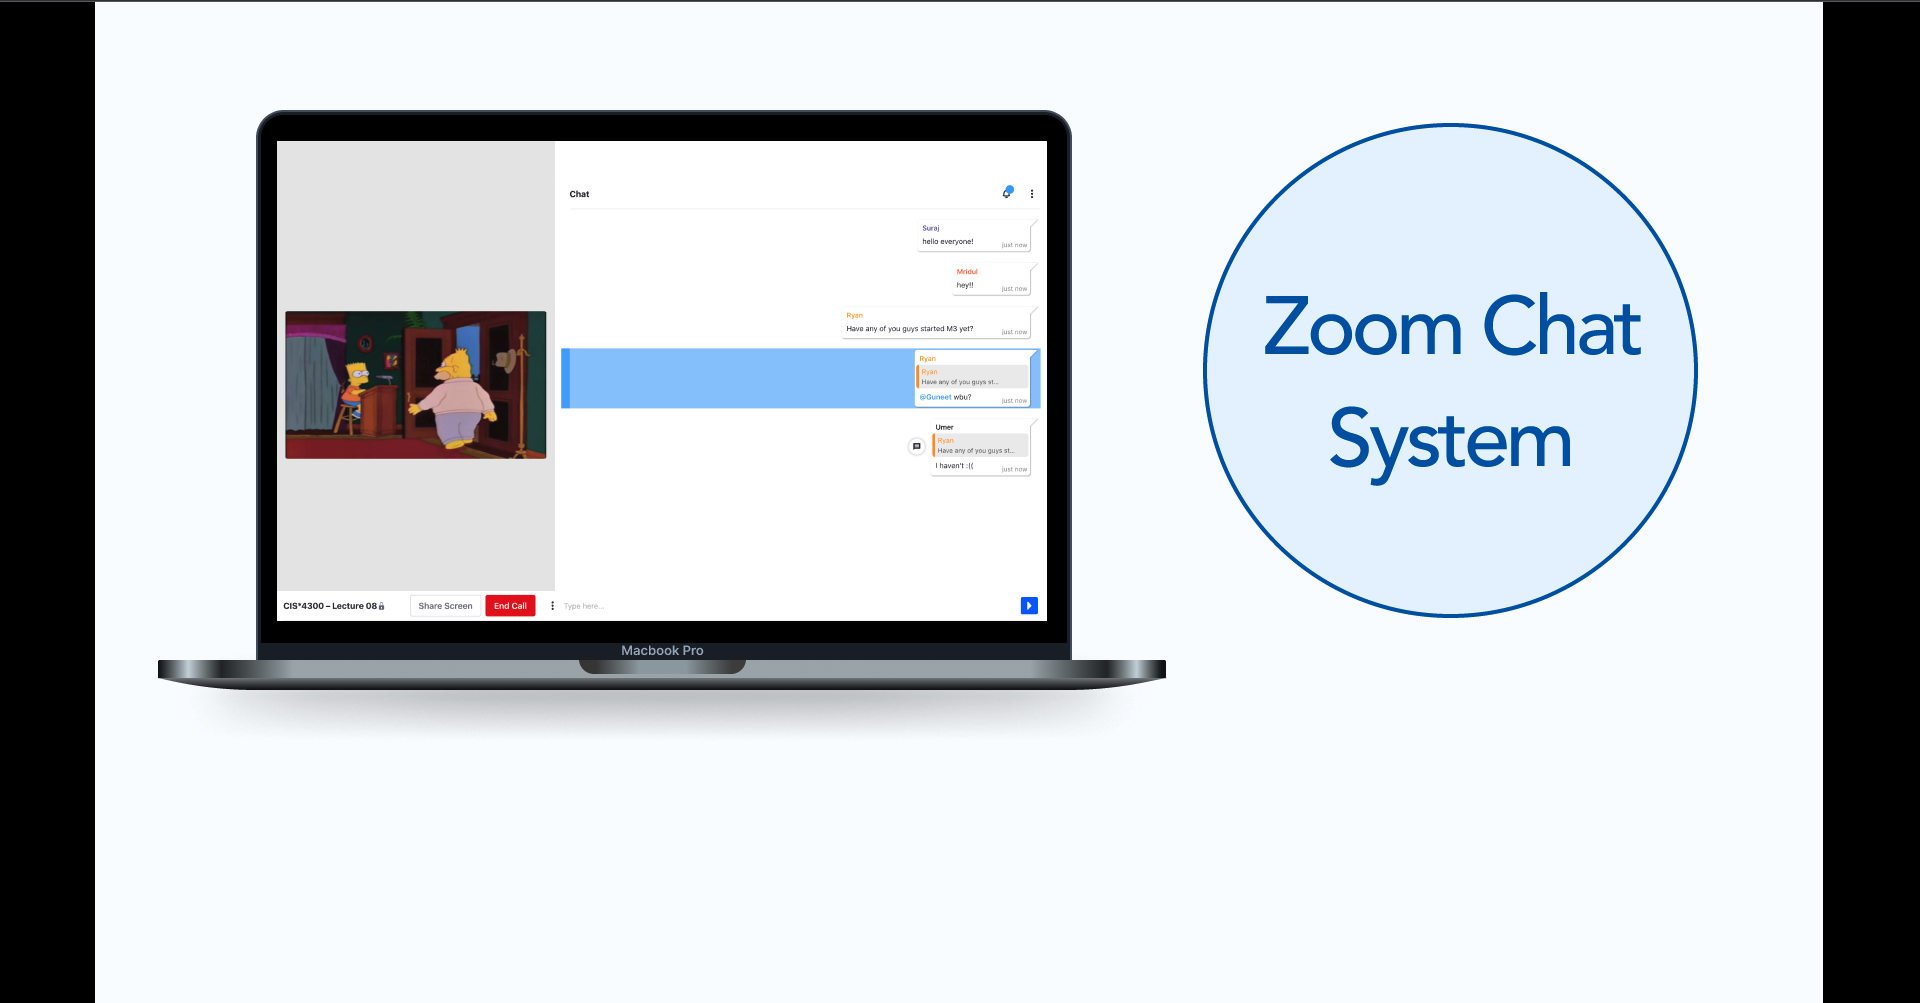 Chat
Suraj
hello everyone!
just now
Mridul
hey!!
just now
Ryan
Have any of you guys started M3 yet?
just now
Ryan
Ryan
Have any of you guys st...
@Guneet wbu?
just now
Umer
Ryan
Have any of you guys st...
I haven't :((
just now
CIS*4300 – Lecture 08
Share Screen
End Call
Type here...
Macbook Pro
Zoom Chat
System